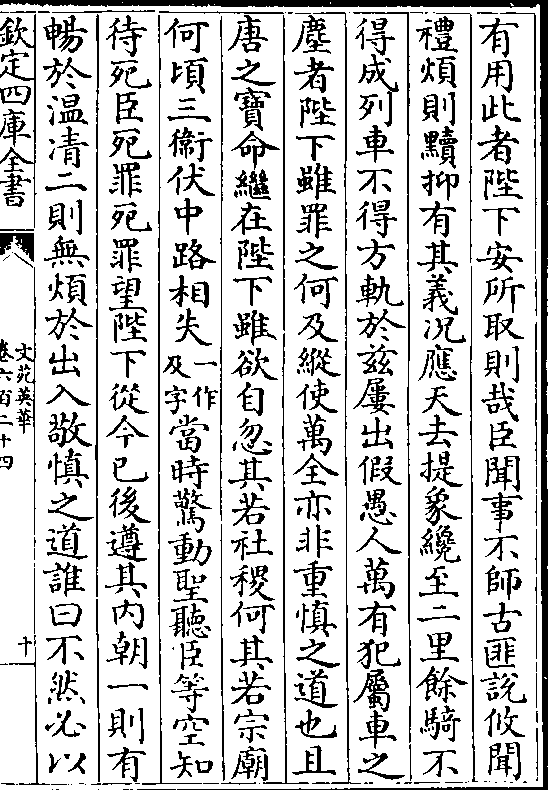 有用此者陛下安所取則哉臣聞事不師古匪說攸聞
禮煩則黷抑有其義况應天去提象纔至二里餘騎不
得成列車不得方軌於兹屢出假愚人萬有犯屬車之
塵者陛下雖罪之何及縱使萬全亦非重慎之道也且
唐之寶命繼在陛下雖欲自忽其若社稷何其若宗廟
何頃三衞伏中路相失一作及字當時驚動聖聽臣等空知
待死臣死罪死罪望陛下從今已後遵其内朝一則有
暢於温凊二則無煩於出入敬慎之道誰曰不然必以
欽定四庫全書
文苑英華
卷六百二十四
十